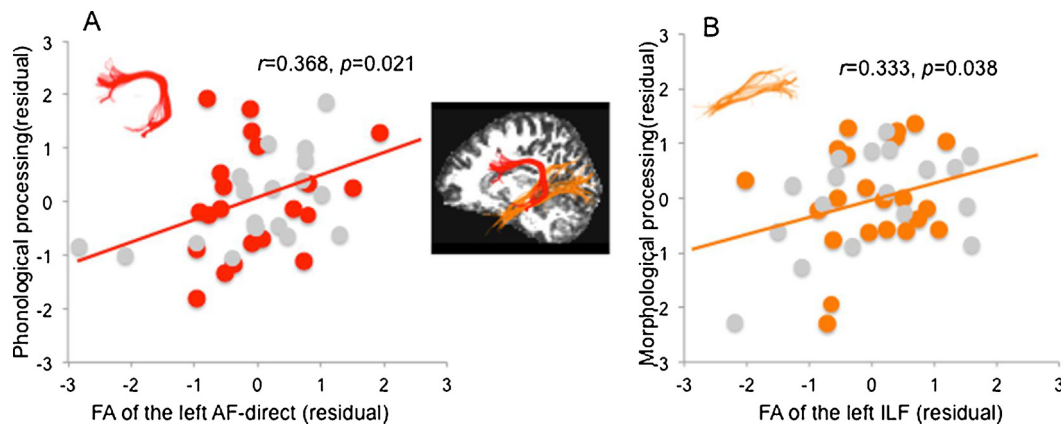 A
Phonological processing(residual)
r=0.368, p=0.021
3
2
1
0
-1
-2
-3
-3 -2 -1 0 1 2 3
FA of the left AF-direct (residual)
B
Morphological processing(residual)
r=0.333, p=0.038
3
2
1
0
-1
-2
-3
-3 -2 -1 0 1 2 3
FA of the left ILF (residual)